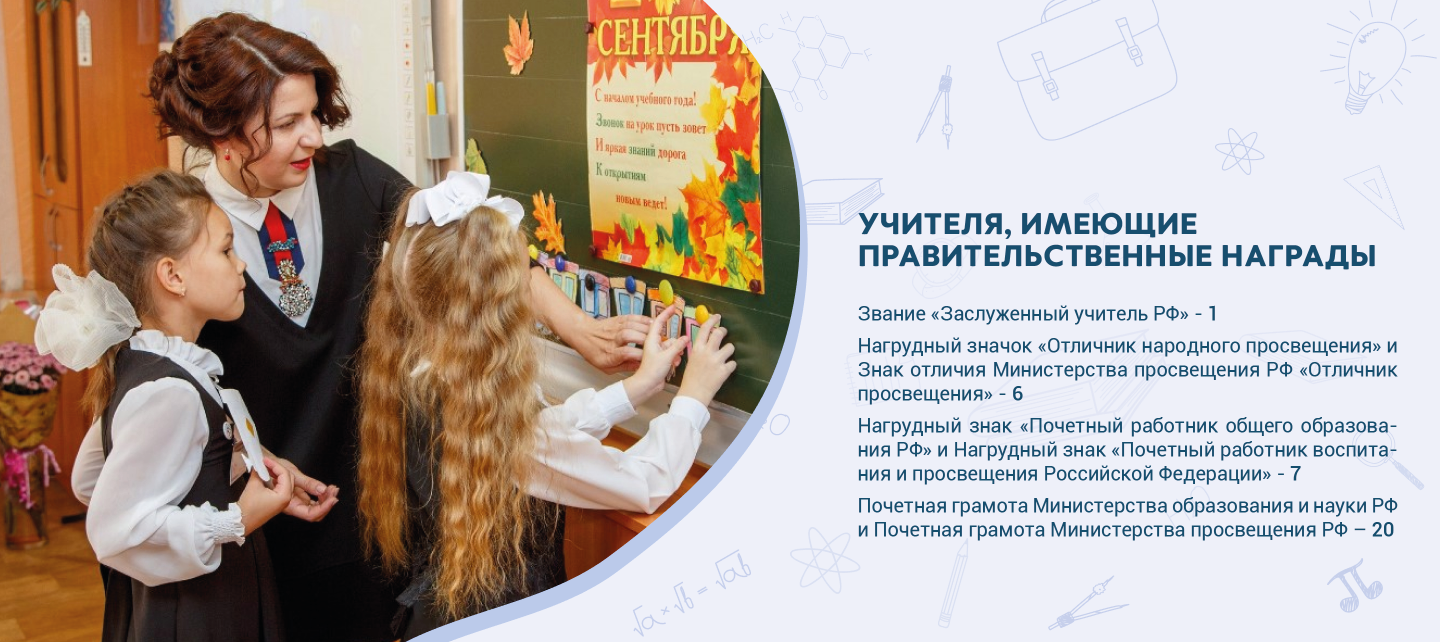 СЕНТЯБРЯ
С началом учебного года!
Звонок на урок пусть зовет
И яркая знаний дорога
К открытиям
новым ведет!
УЧИТЕЛЯ, ИМЕЮЩИЕ
ПРАВИТЕЛЬСТВЕННЫЕ НАГРАДЫ
Звание «Заслуженный учитель РФ» - 1
Нагрудный значок «Отличник народного просвещения» и
Знак отличия Министерства просвещения РФ «Отличник
просвещения» - 6
Нагрудный знак «Почетный работник общего образова-
ния РФ» и Нагрудный знак «Почетный работник воспита-
ния и просвещения Российской Федерации» - 7
Почетная грамота Министерства образования и науки РФ
и Почетная грамота Министерства просвещения РФ – 20
√a × √b = √ab